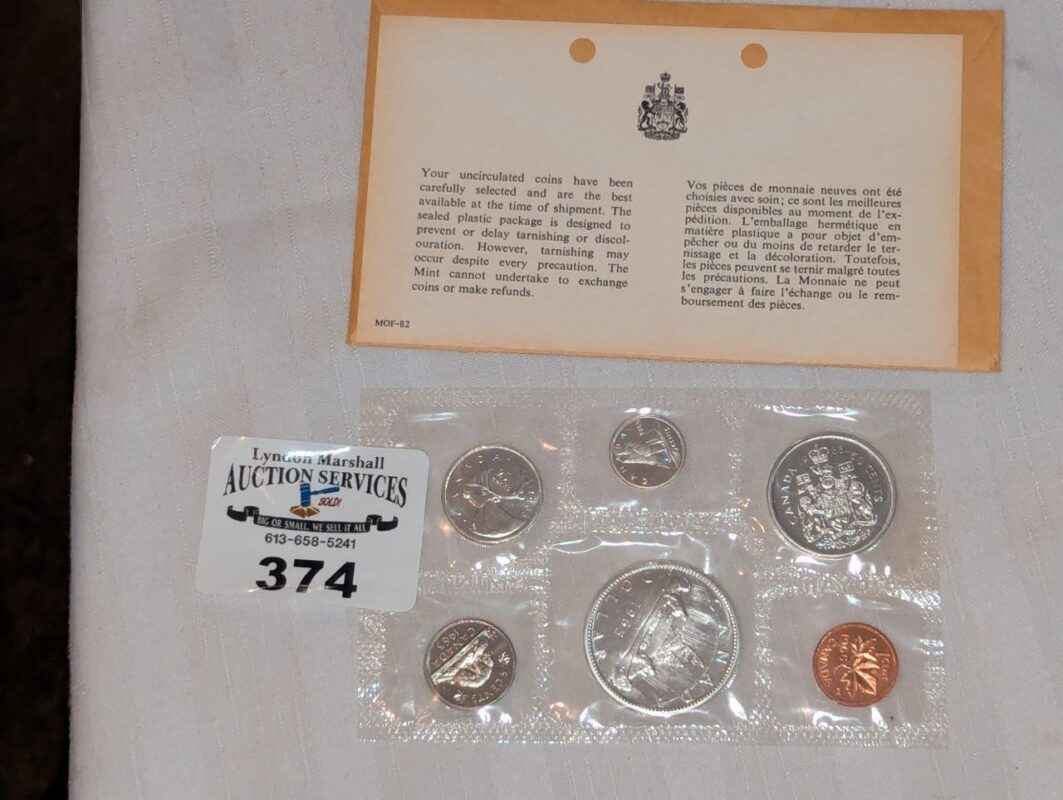 Your uncirculated coins have been
carefully selected and are the best
available at the time of shipment. The
sealed plastic package is designed to
prevent or delay tarnishing or discol-
ouration. However, tarnishing may
occur despite every precaution. The
Mint cannot undertake to exchange
coins or make refunds.
MOF-82
Vos pièces de monnaie neuves ont été
choisies avec soin; ce sont les meilleures
pièces disponibles au moment de l'ex-
pédition. L'emballage hermétique en
matière plastique a pour objet d'em-
pêcher ou du moins de retarder le ter-
nissage et la décoloration. Toutefois,
les pièces peuvent se ternir malgré toutes
les précautions. La Monnaie ne peut
s'engager à faire l'échange ou le rem-
boursement des pièces.
Lyndon Marshall
AUCTION SERVICES
SOLD!
BIG OR SMALL, WE SELL IT ALL
613-658-5241
374
CANADA
CENTS
CANADA